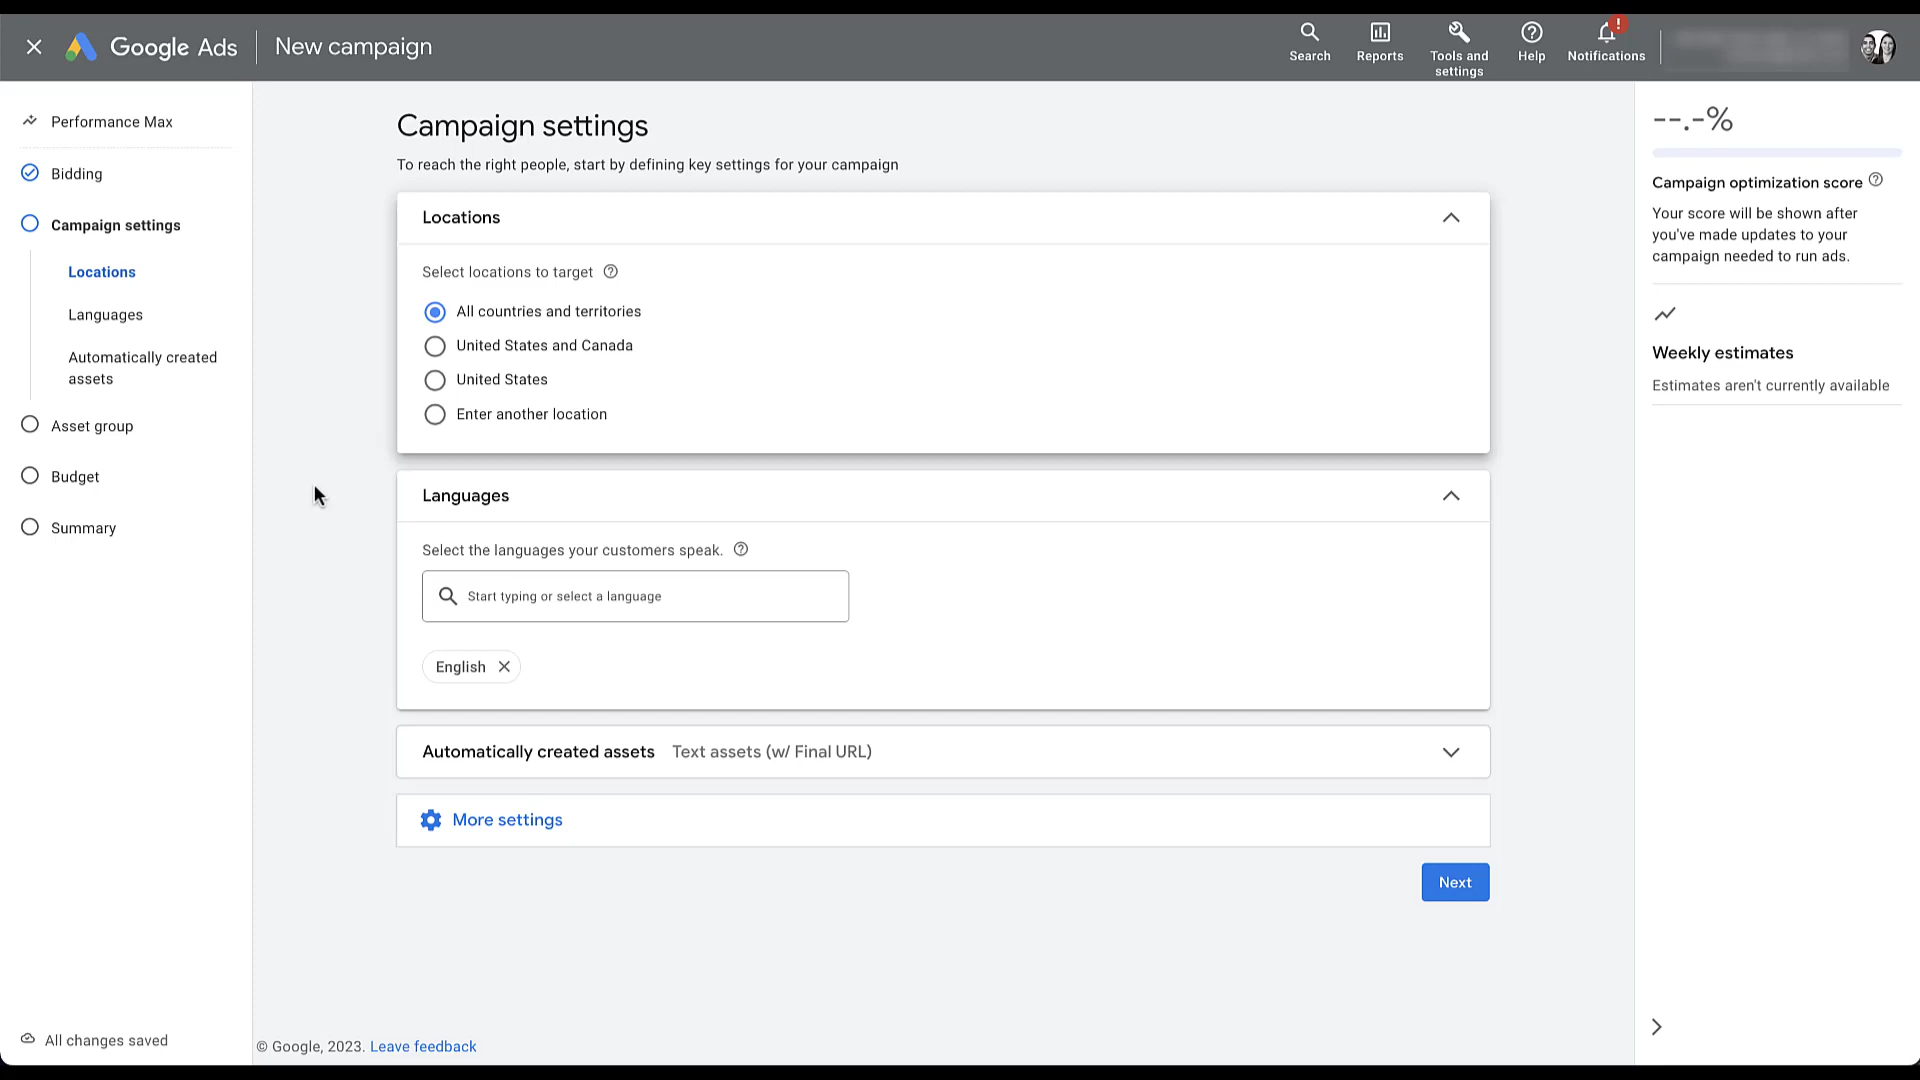 Google Ads
New campaign
Search
Reports
Tools and
settings
Help
Notifications
!
Performance Max
Bidding
Campaign settings
Locations
Languages
Automatically created
assets
Asset group
Budget
Summary
All changes saved
Campaign settings
To reach the right people, start by defining key settings for your campaign
Locations
Select locations to target
All countries and territories
United States and Canada
United States
Enter another location
Languages
Select the languages your customers speak.
Start typing or select a language
English
Automatically created assets Text assets (w/ Final URL)
More settings
Next
© Google, 2023. Leave feedback
--.-%
Campaign optimization score
Your score will be shown after
you've made updates to your
campaign needed to run ads.
Weekly estimates
Estimates aren't currently available